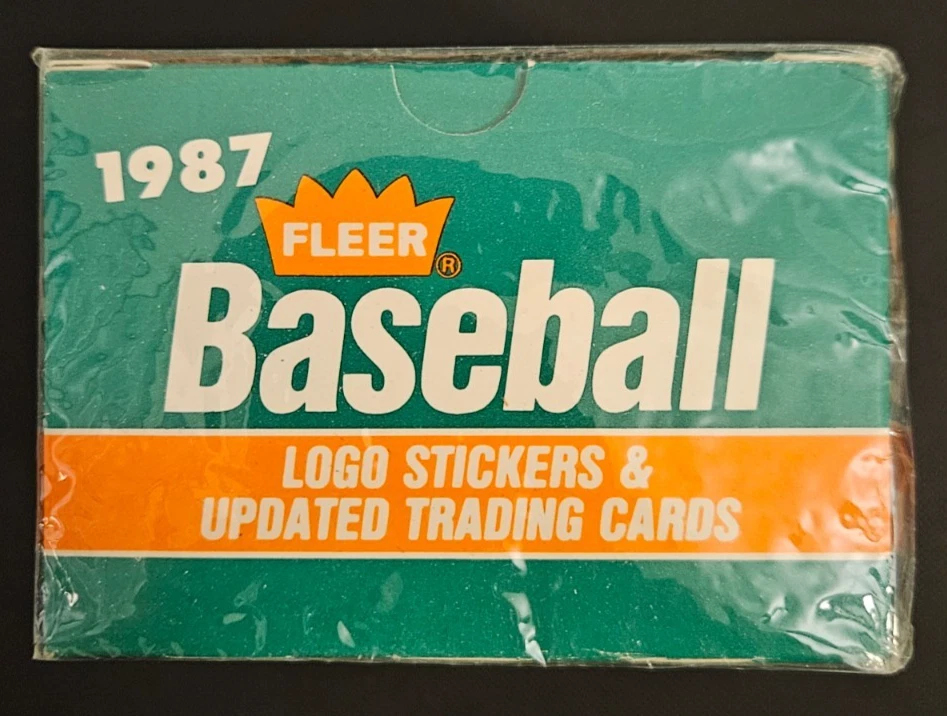 1987
FLEER®
Baseball
LOGO STICKERS &
UPDATED TRADING CARDS